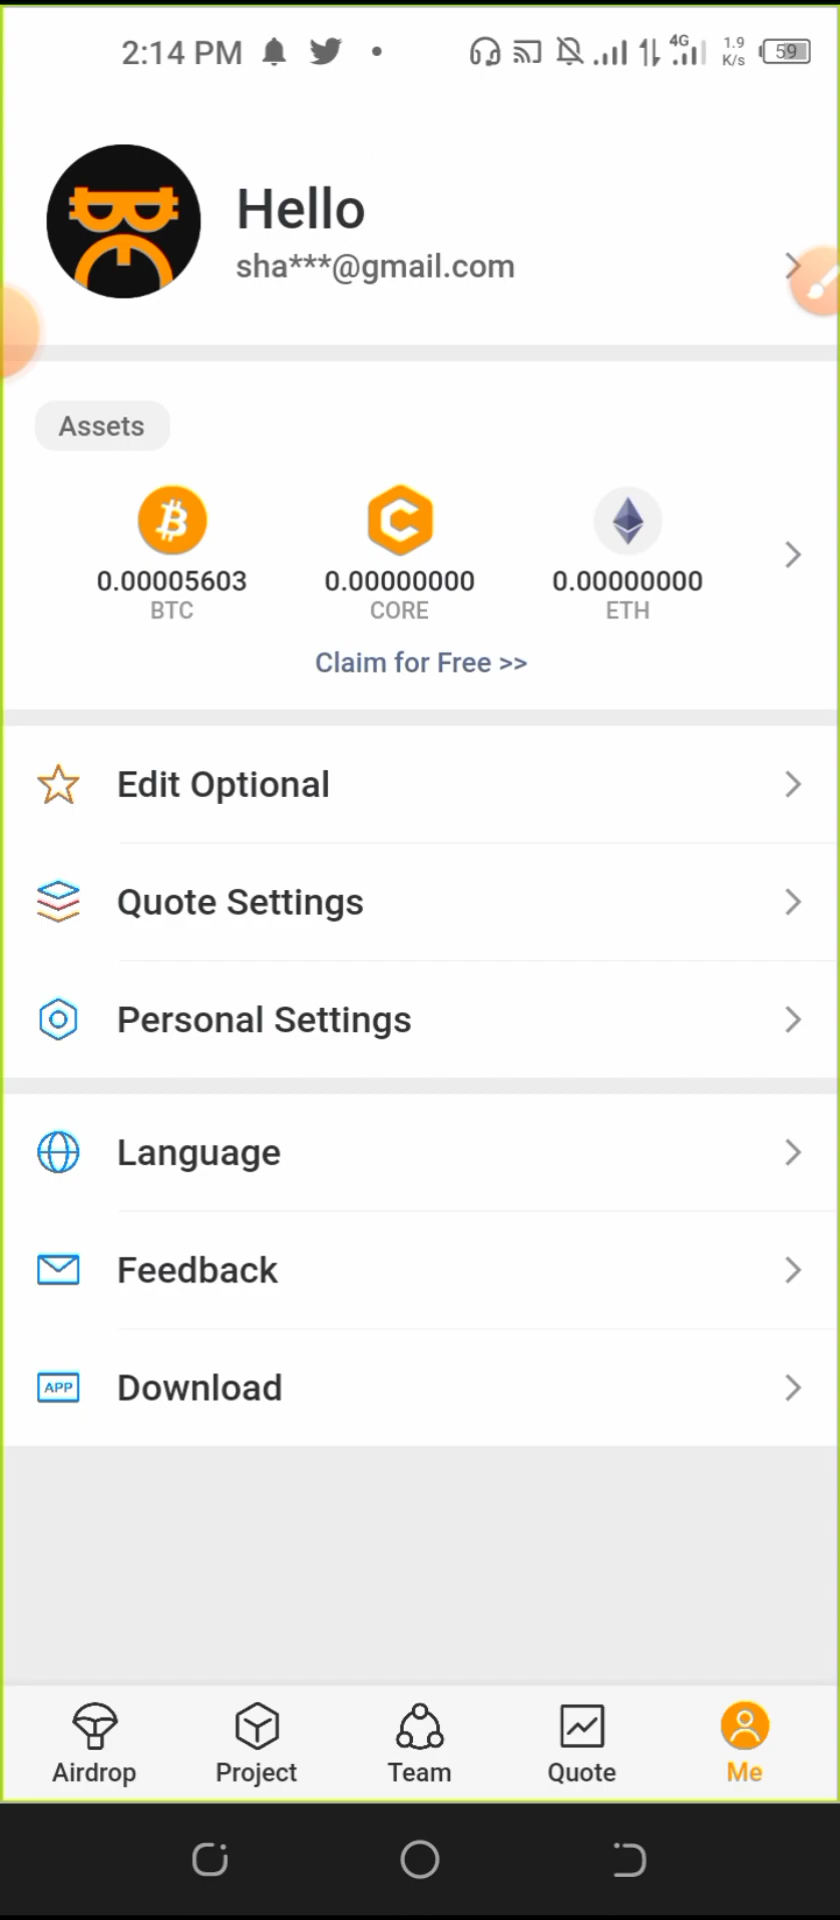 2:14 PM
4G
1.9
K/s
59
Hello
sha***@gmail.com
Assets
0.00005603 0.00000000 0.00000000
BTC CORE ETH
Claim for Free >>
Edit Optional
Quote Settings
Personal Settings
Language
Feedback
APP Download
Airdrop Project Team Quote Me